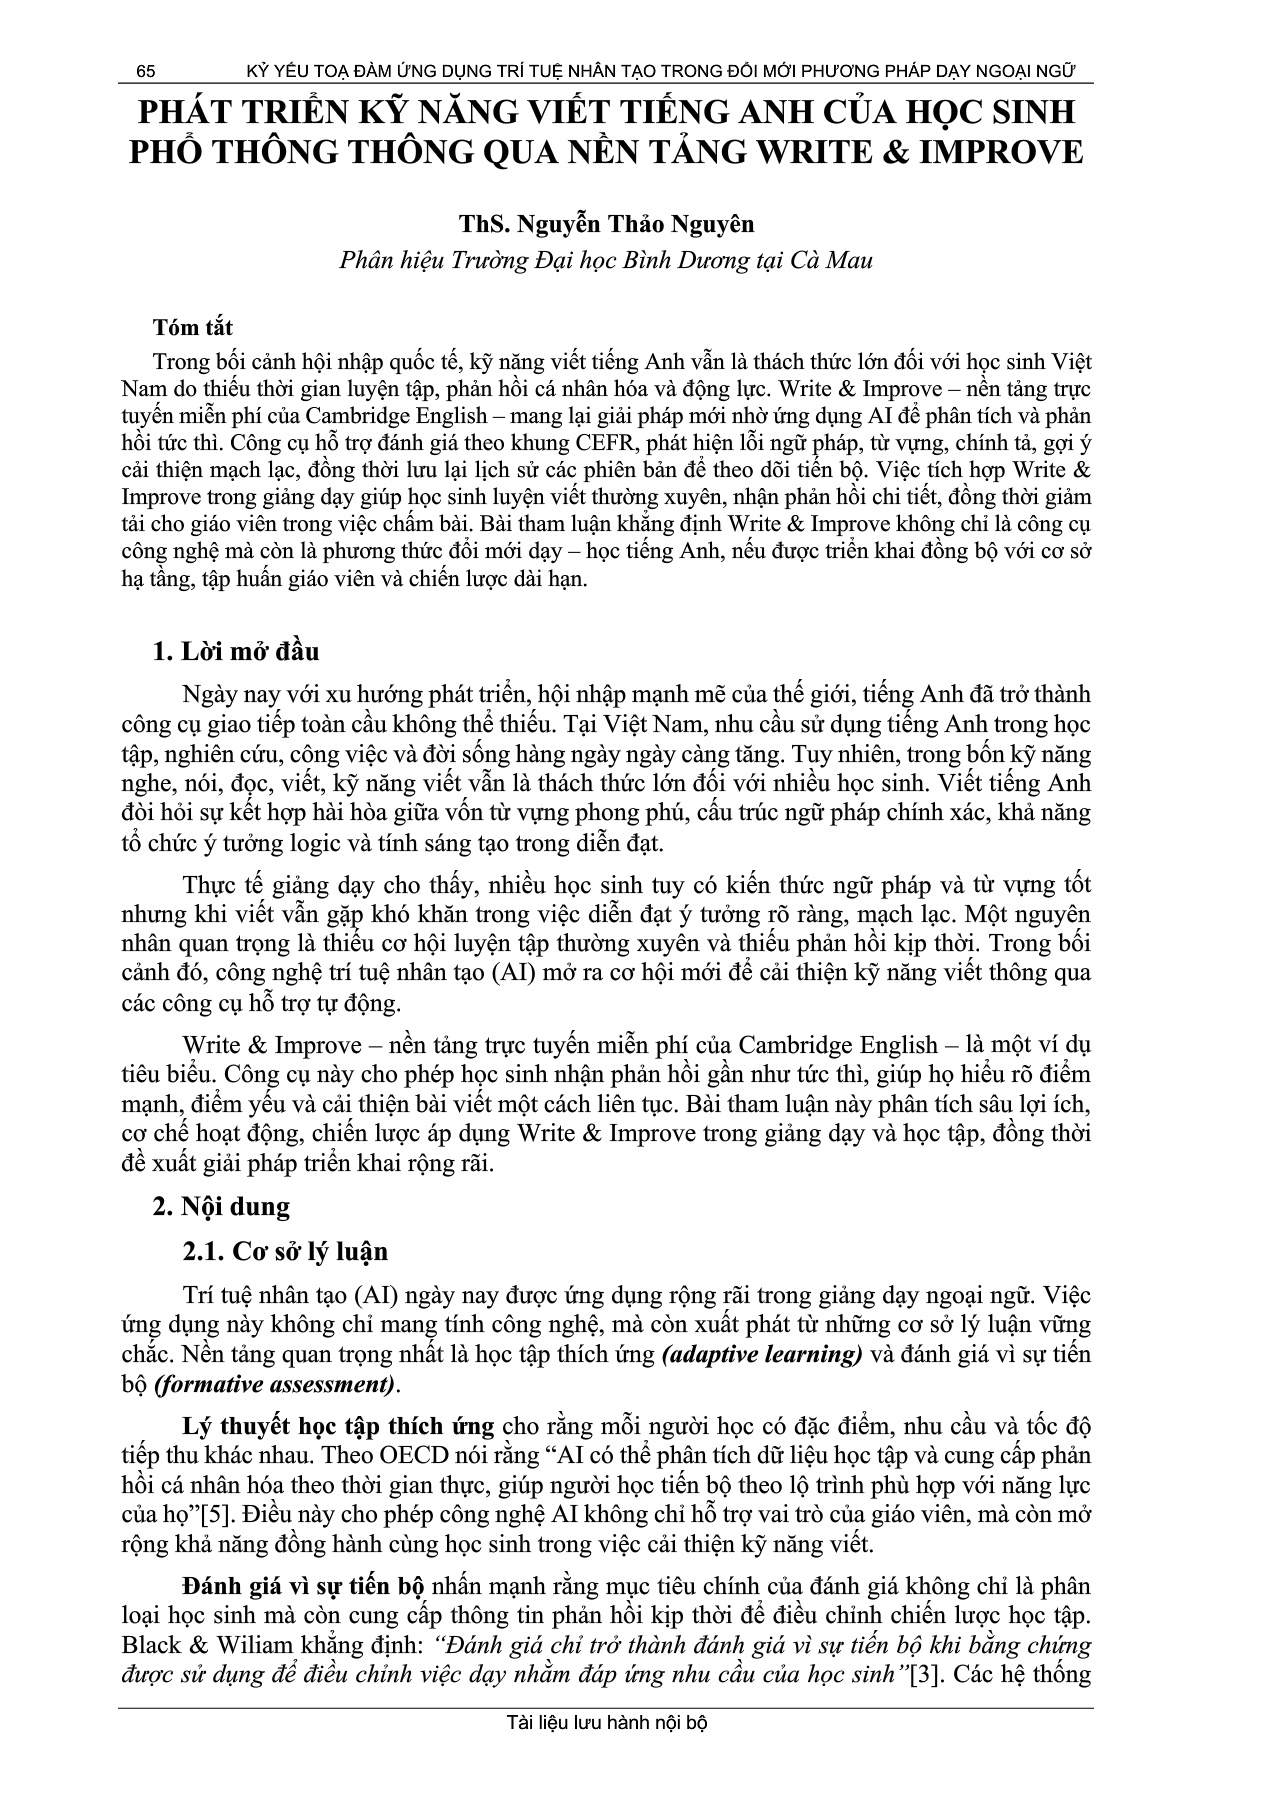 65 KỶ YẾU TOẠ ĐÀM ỨNG DỤNG TRÍ TUỆ NHÂN TẠO TRONG ĐỔI MỚI PHƯƠNG PHÁP DẠY NGOẠI NGỮ
PHÁT TRIỂN KỸ NĂNG VIẾT TIẾNG ANH CỦA HỌC SINH
PHỔ THÔNG THÔNG QUA NỀN TẢNG WRITE & IMPROVE
ThS. Nguyễn Thảo Nguyên
Phân hiệu Trường Đại học Bình Dương tại Cà Mau
Tóm tắt
Trong bối cảnh hội nhập quốc tế, kỹ năng viết tiếng Anh vẫn là thách thức lớn đối với học sinh Việt
Nam do thiếu thời gian luyện tập, phản hồi cá nhân hóa và động lực. Write & Improve – nền tảng trực
tuyến miễn phí của Cambridge English – mang lại giải pháp mới nhờ ứng dụng AI để phân tích và phản
hồi tức thì. Công cụ hỗ trợ đánh giá theo khung CEFR, phát hiện lỗi ngữ pháp, từ vựng, chính tả, gợi ý
cải thiện mạch lạc, đồng thời lưu lại lịch sử các phiên bản để theo dõi tiến bộ. Việc tích hợp Write &
Improve trong giảng dạy giúp học sinh luyện viết thường xuyên, nhận phản hồi chi tiết, đồng thời giảm
tải cho giáo viên trong việc chấm bài. Bài tham luận khẳng định Write & Improve không chỉ là công cụ
công nghệ mà còn là phương thức đổi mới dạy – học tiếng Anh, nếu được triển khai đồng bộ với cơ sở
hạ tầng, tập huấn giáo viên và chiến lược dài hạn.
1. Lời mở đầu
Ngày nay với xu hướng phát triển, hội nhập mạnh mẽ của thế giới, tiếng Anh đã trở thành
công cụ giao tiếp toàn cầu không thể thiếu. Tại Việt Nam, nhu cầu sử dụng tiếng Anh trong học
tập, nghiên cứu, công việc và đời sống hàng ngày ngày càng tăng. Tuy nhiên, trong bốn kỹ năng
nghe, nói, đọc, viết, kỹ năng viết vẫn là thách thức lớn đối với nhiều học sinh. Viết tiếng Anh
đòi hỏi sự kết hợp hài hòa giữa vốn từ vựng phong phú, cấu trúc ngữ pháp chính xác, khả năng
tổ chức ý tưởng logic và tính sáng tạo trong diễn đạt.
Thực tế giảng dạy cho thấy, nhiều học sinh tuy có kiến thức ngữ pháp và từ vựng tốt
nhưng khi viết vẫn gặp khó khăn trong việc diễn đạt ý tưởng rõ ràng, mạch lạc. Một nguyên
nhân quan trọng là thiếu cơ hội luyện tập thường xuyên và thiếu phản hồi kịp thời. Trong bối
cảnh đó, công nghệ trí tuệ nhân tạo (AI) mở ra cơ hội mới để cải thiện kỹ năng viết thông qua
các công cụ hỗ trợ tự động.
Write & Improve – nền tảng trực tuyến miễn phí của Cambridge English – là một ví dụ
tiêu biểu. Công cụ này cho phép học sinh nhận phản hồi gần như tức thì, giúp họ hiểu rõ điểm
mạnh, điểm yếu và cải thiện bài viết một cách liên tục. Bài tham luận này phân tích sâu lợi ích,
cơ chế hoạt động, chiến lược áp dụng Write & Improve trong giảng dạy và học tập, đồng thời
đề xuất giải pháp triển khai rộng rãi.
2. Nội dung
2.1. Cơ sở lý luận
Trí tuệ nhân tạo (AI) ngày nay được ứng dụng rộng rãi trong giảng dạy ngoại ngữ. Việc
ứng dụng này không chỉ mang tính công nghệ, mà còn xuất phát từ những cơ sở lý luận vững
chắc. Nền tảng quan trọng nhất là học tập thích ứng (adaptive learning) và đánh giá vì sự tiến
bộ (formative assessment).
Lý thuyết học tập thích ứng cho rằng mỗi người học có đặc điểm, nhu cầu và tốc độ
tiếp thu khác nhau. Theo OECD nói rằng “AI có thể phân tích dữ liệu học tập và cung cấp phản
hồi cá nhân hóa theo thời gian thực, giúp người học tiến bộ theo lộ trình phù hợp với năng lực
của họ”[5]. Điều này cho phép công nghệ AI không chỉ hỗ trợ vai trò của giáo viên, mà còn mở
rộng khả năng đồng hành cùng học sinh trong việc cải thiện kỹ năng viết.
Đánh giá vì sự tiến bộ nhấn mạnh rằng mục tiêu chính của đánh giá không chỉ là phân
loại học sinh mà còn cung cấp thông tin phản hồi kịp thời để điều chỉnh chiến lược học tập.
Black & Wiliam khẳng định: “Đánh giá chỉ trở thành đánh giá vì sự tiến bộ khi bằng chứng
được sử dụng để điều chỉnh việc dạy nhằm đáp ứng nhu cầu của học sinh”[3]. Các hệ thống
Tài liệu lưu hành nội bộ